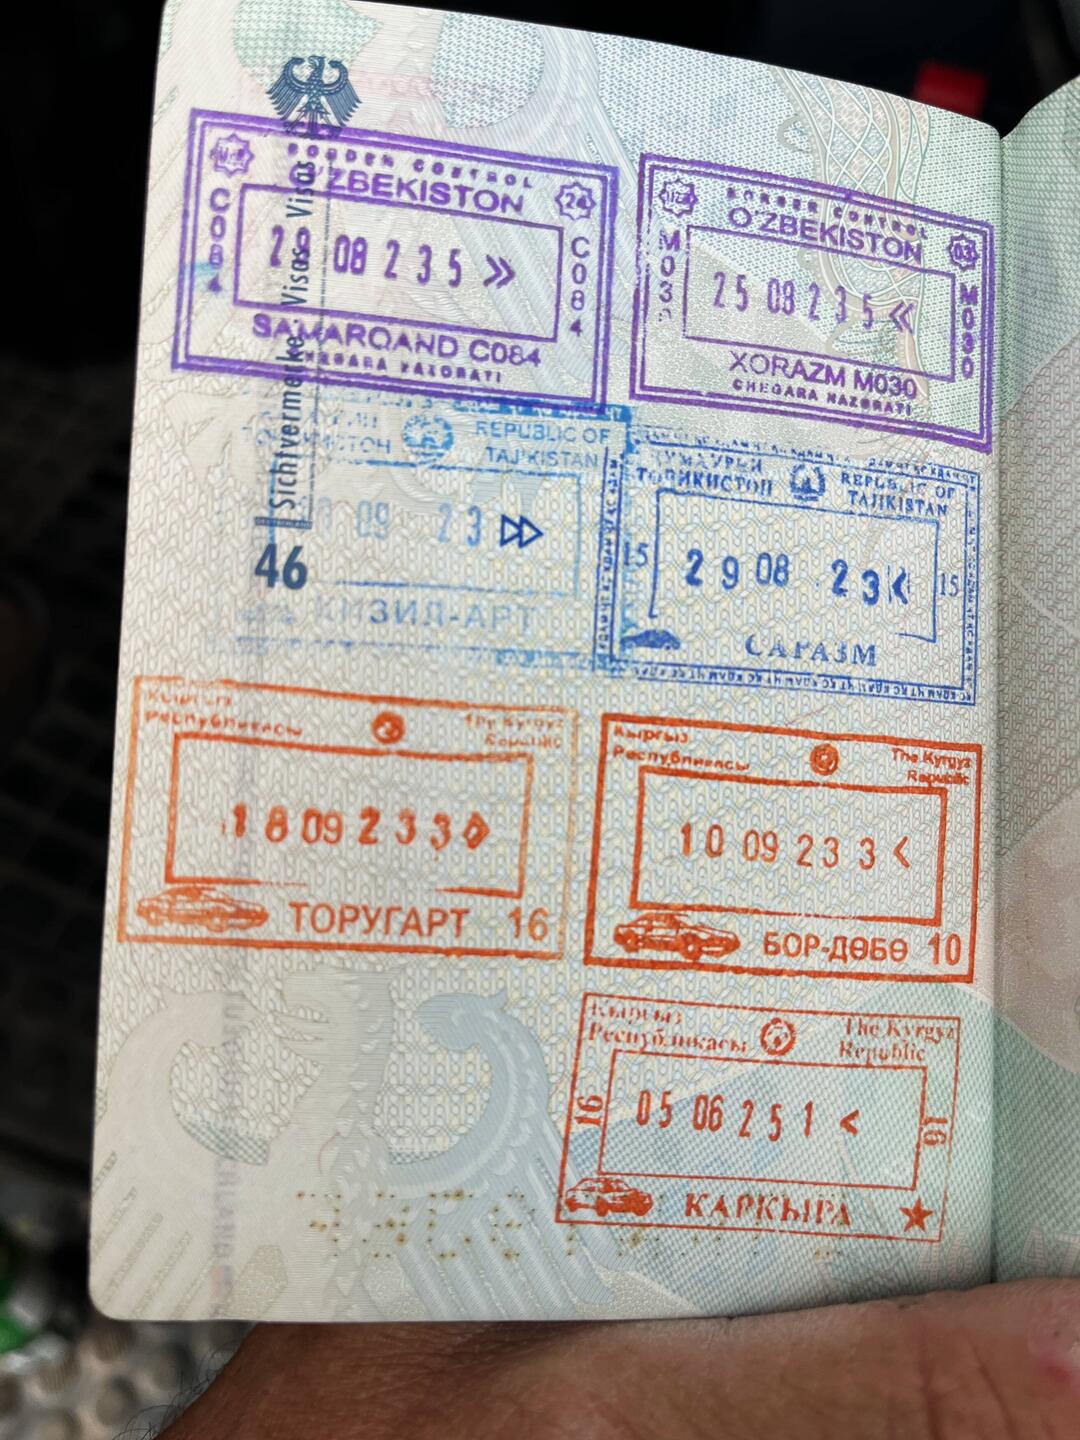 Sichtvermerke · Visas · Visas
46
BORDER CONTROL
O'ZBEKISTON
24
C084
C084
29 08 23 5 »
SAMARQAND C084
CHEGARA NAZORATI
BORDER CONTROL
O'ZBEKISTON
03
M030
25 08 23 5 «
XORAZM M030
CHEGARA NAZORATI
REPUBLIC OF
TAJIKISTAN
09 23
КИЗИЛ-АРТ
ҶУМҲУРИИ
ТОҶИКИСТОН
REPUBLIC OF
TAJIKISTAN
15
29 08 23 <
15
САРАЗМ
Кыргыз
Республикасы
The Kyrgyz
Republic
18 09 23 3
ТОРУГАРТ 16
Кыргыз
Республикасы
The Kyrgyz
Republic
10 09 23 3 <
БОР-ДӨБӨ 10
Кыргыз
Республикасы
The Kyrgyz
Republic
16
05 06 25 1 <
16
КАРКЫРА